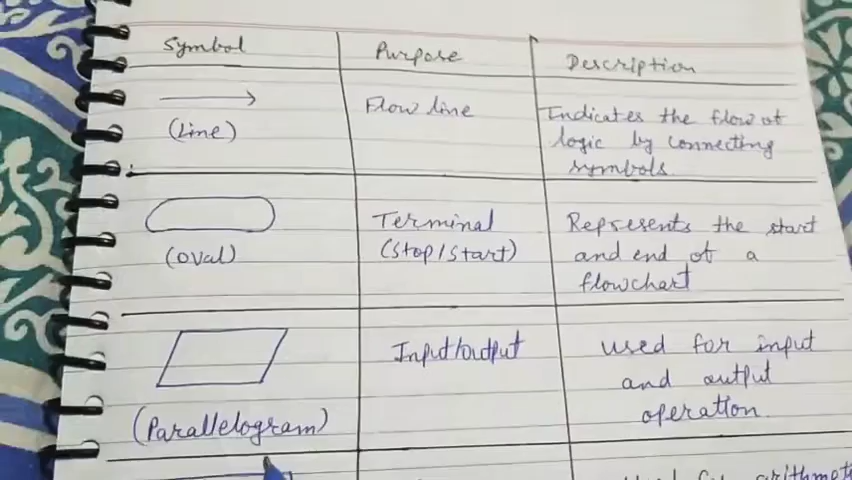 Symbol Purpose Description
(Line) Flow line Indicates the flow of
logic by connecting
symbols.
(oval) Terminal (Stop/Start) Represents the start
and end of a
flowchart
(Parallelogram) Input/output used for input
and output
operation.
arithmet